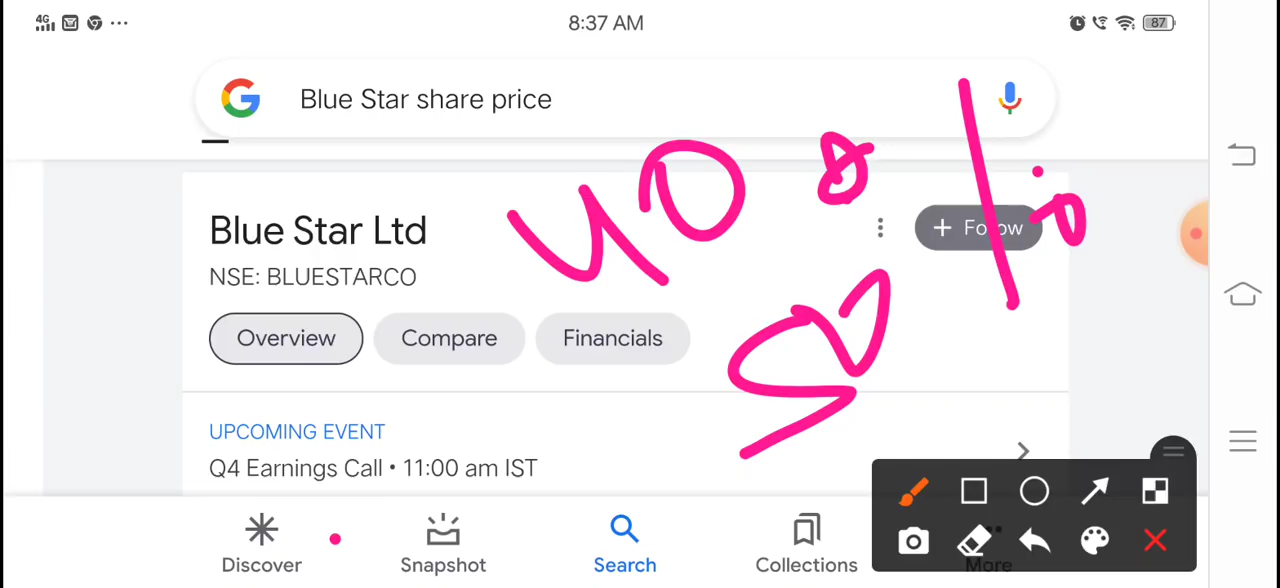 4G 8:37 AM 87
Blue Star share price
40 %
Blue Star Ltd
+ Follow
NSE: BLUESTARCO
Overview Compare Financials
UPCOMING EVENT
Q4 Earnings Call • 11:00 am IST
Discover Snapshot Search Collections More